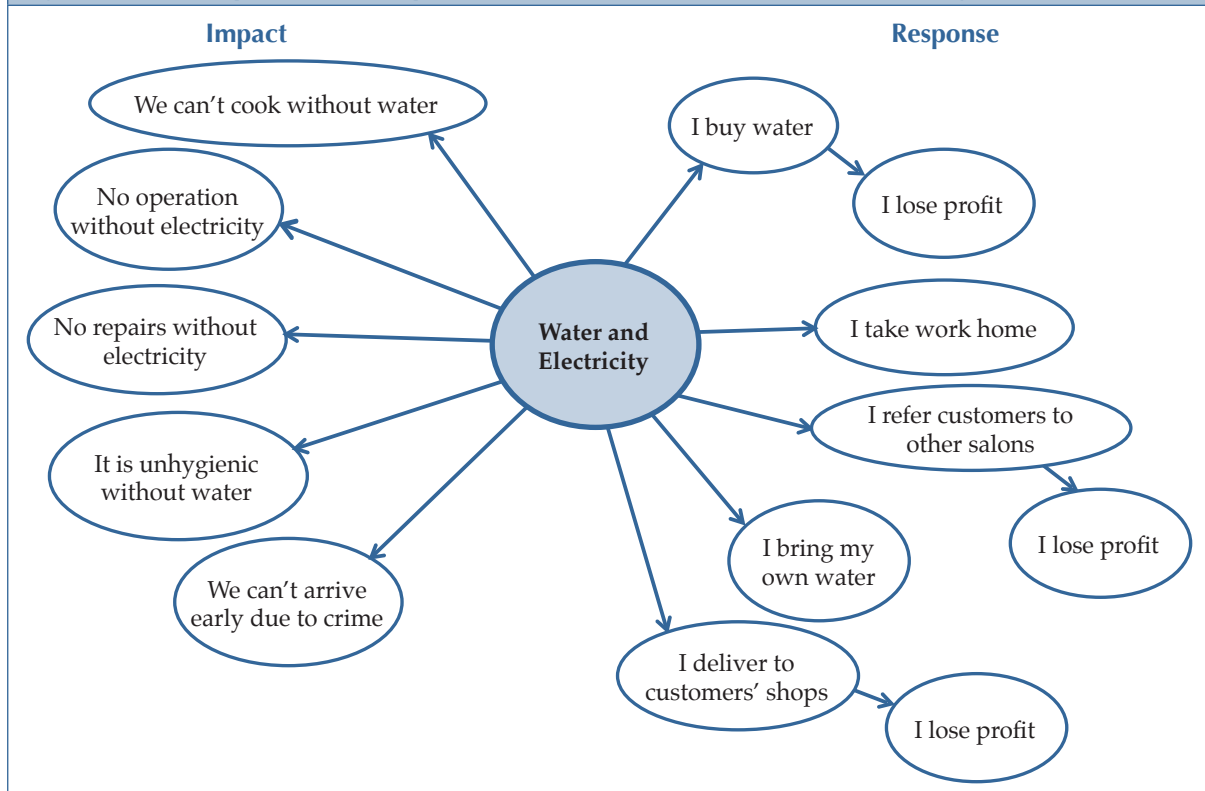 Impact
Response
We can't cook without water
I buy water
No operation
without electricity
I lose profit
No repairs without
electricity
Water and
Electricity
I take work home
I refer customers to
other salons
It is unhygienic
without water
I lose profit
I bring my
own water
We can't arrive
early due to crime
I deliver to
customers' shops
I lose profit